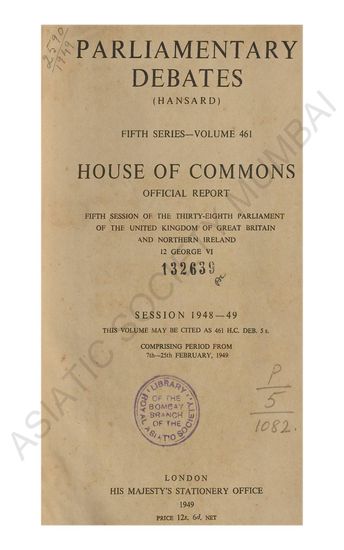 2590
1949
PARLIAMENTARY
DEBATES
(HANSARD)
FIFTH SERIES—VOLUME 461
HOUSE OF COMMONS
OFFICIAL REPORT
FIFTH SESSION OF THE THIRTY-EIGHTH PARLIAMENT
OF THE UNITED KINGDOM OF GREAT BRITAIN
AND NORTHERN IRELAND
12 GEORGE VI
132639
SESSION 1948—49
THIS VOLUME MAY BE CITED AS 461 H.C. DEB. 5 s.
COMPRISING PERIOD FROM
7th—25th FEBRUARY, 1949
P
5
1082.
LIBRARY
OF THE
BOMBAY
BRANCH
OF THE
ROYAL ASIATIC SOCIETY
LONDON
HIS MAJESTY'S STATIONERY OFFICE
1949
PRICE 12s. 6d. NET
ASIATIC SOCIETY MUMBAI